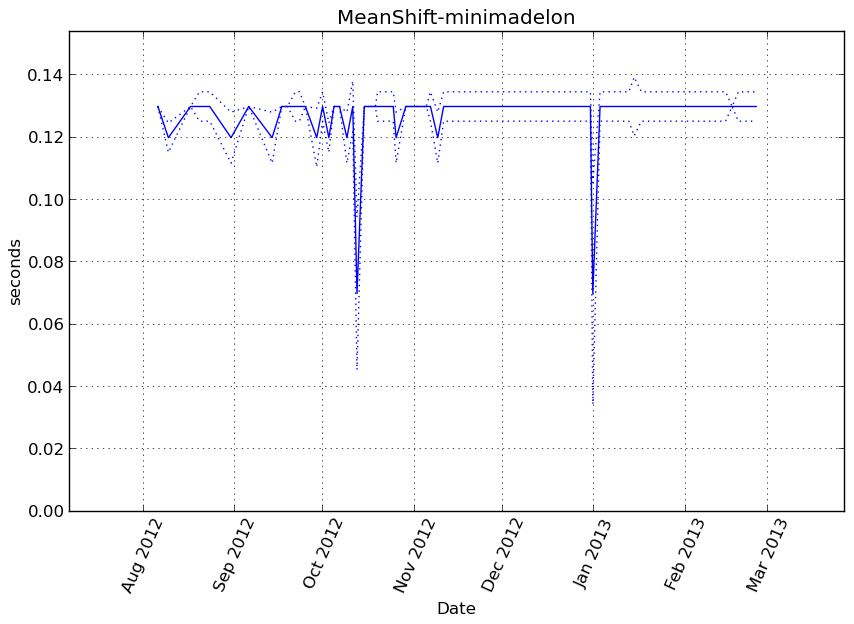 MeanShift-minimadelon
0.14
0.12
0.10
0.08
0.06
0.04
0.02
0.00
seconds
Aug 2012
Sep 2012
Oct 2012
Nov 2012
Dec 2012
Jan 2013
Feb 2013
Mar 2013
Date